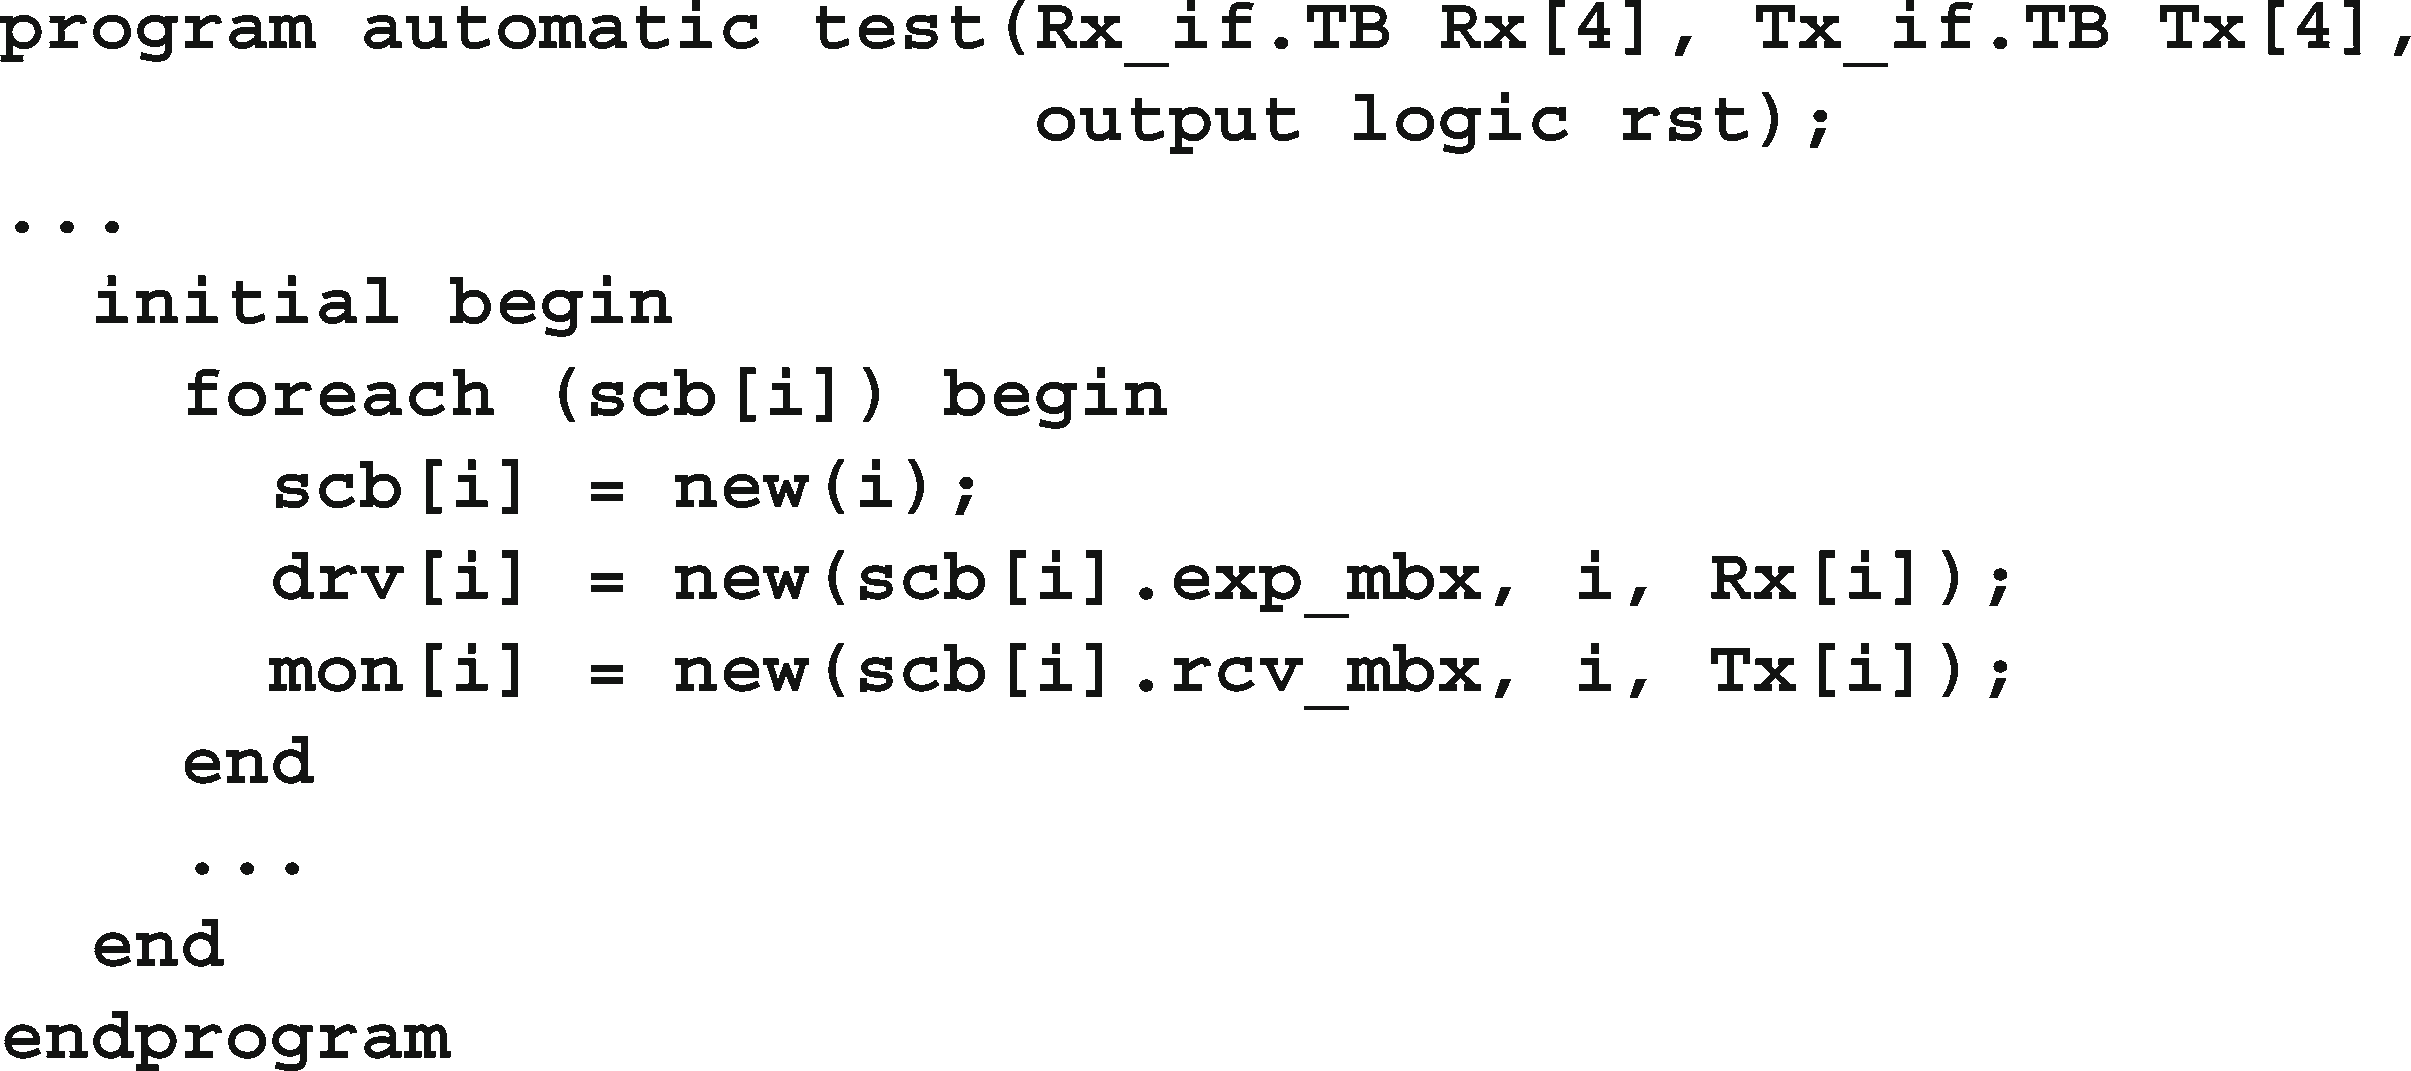 program automatic test(Rx_if.TB Rx[4], Tx_if.TB Tx[4],
                       output logic rst);
...
  initial begin
    foreach (scb[i]) begin
      scb[i] = new(i);
      drv[i] = new(scb[i].exp_mbx, i, Rx[i]);
      mon[i] = new(scb[i].rcv_mbx, i, Tx[i]);
    end
    ...
  end
endprogram